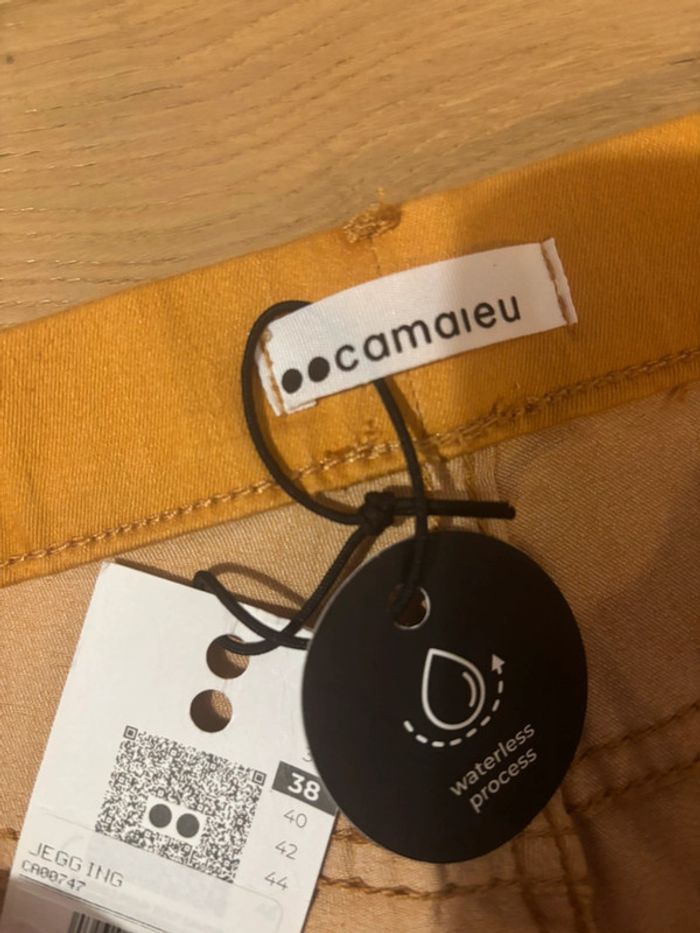 camaieu
waterless
process
38
40
42
44
JEGGING
CA00747